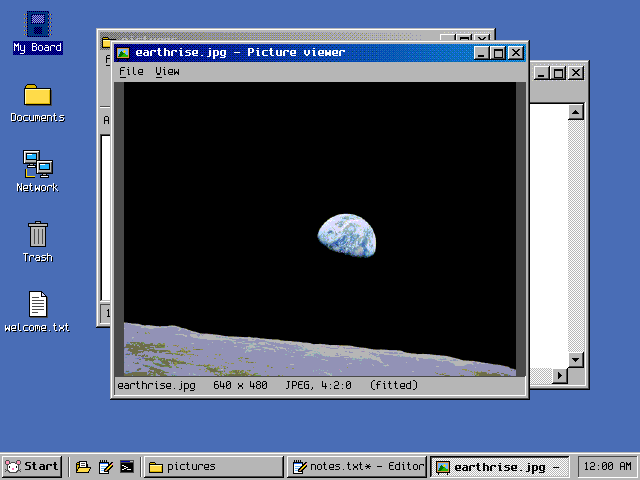 My Board
Documents
Network
Trash
welcome.txt
earthrise.jpg - Picture viewer
File View
earthrise.jpg 640 x 480 JPEG, 4:2:0 (fitted)
Start
pictures
notes.txt* - Editor
earthrise.jpg -
12:00 AM